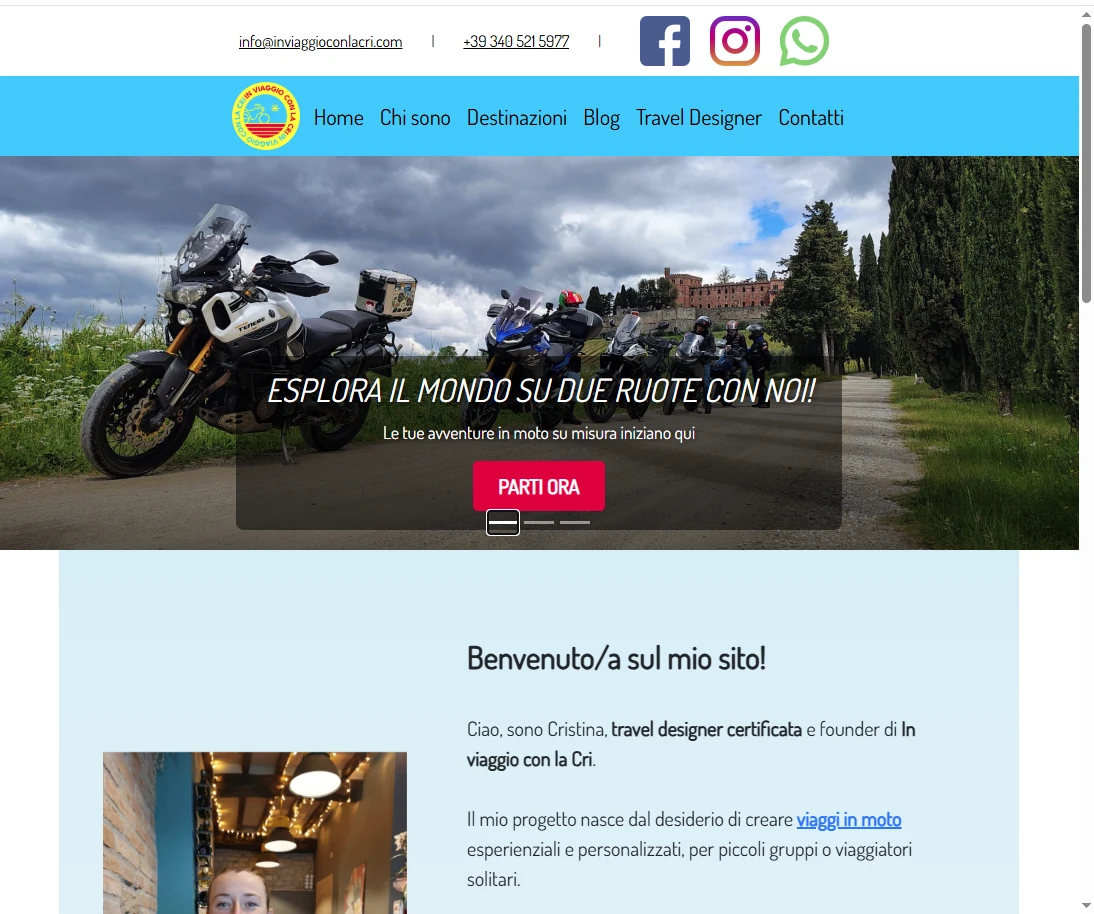 info@inviaggioconlacri.com | +39 340 521 5977 |
IN VIAGGIO CON LA CRI
IN VIAGGIO CON LA CRI
Home Chi sono Destinazioni Blog Travel Designer Contatti
TENERE
ESPLORA IL MONDO SU DUE RUOTE CON NOI!
Le tue avventure in moto su misura iniziano qui
PARTI ORA
Benvenuto/a sul mio sito!
Ciao, sono Cristina, travel designer certificata e founder di In
viaggio con la Cri.
Il mio progetto nasce dal desiderio di creare viaggi in moto
esperienziali e personalizzati, per piccoli gruppi o viaggiatori
solitari.